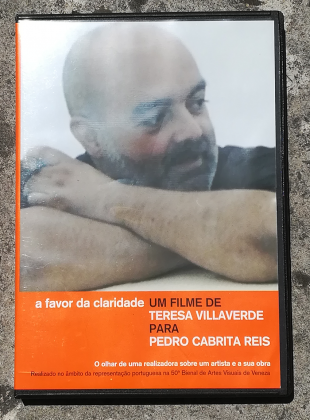 a favor da claridade UM FILME DE
TERESA VILLAVERDE
PARA
PEDRO CABRITA REIS
O olhar de uma realizadora sobre um artista e a sua obra
Realizado no âmbito da representação portuguesa na 50ª Bienal de Artes Visuais de Veneza